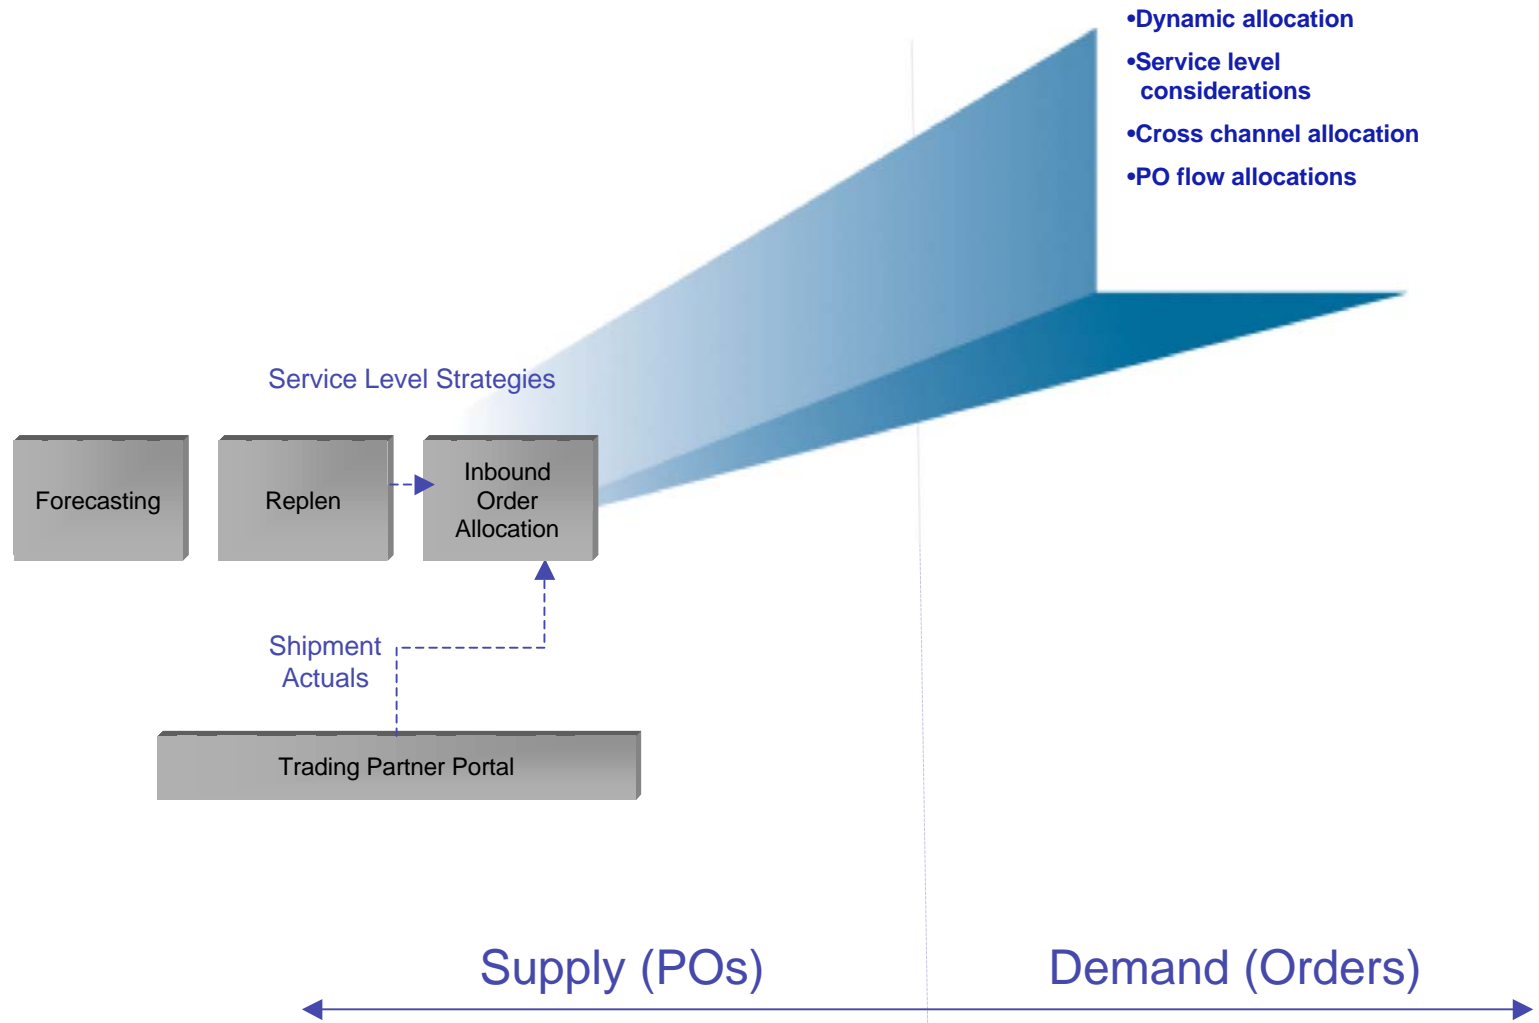 •Dynamic allocation
•Service level
considerations
•Cross channel allocation
•PO flow allocations
Service Level Strategies
Forecasting
Replen
Inbound
Order
Allocation
Shipment
Actuals
Trading Partner Portal
Supply (POs)
Demand (Orders)